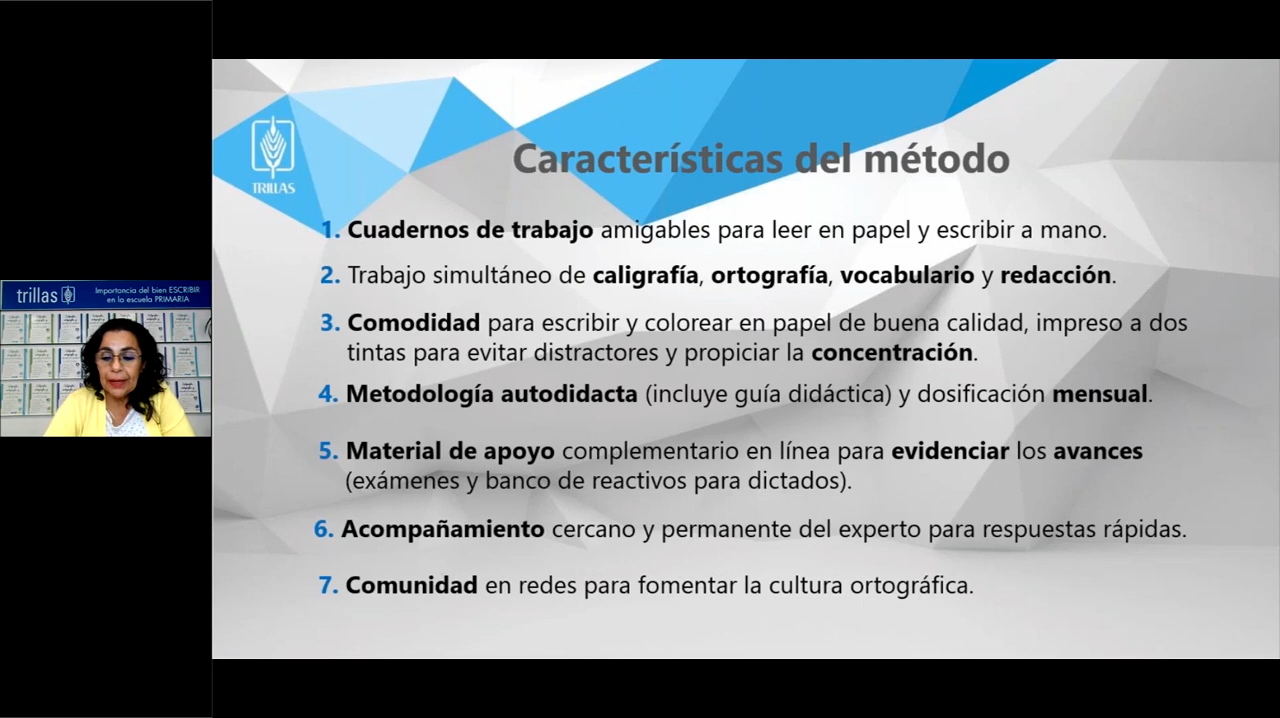 TRILLAS
Características del método
1. Cuadernos de trabajo amigables para leer en papel y escribir a mano.
2. Trabajo simultáneo de caligrafía, ortografía, vocabulario y redacción.
3. Comodidad para escribir y colorear en papel de buena calidad, impreso a dos
tintas para evitar distractores y propiciar la concentración.
4. Metodología autodidacta (incluye guía didáctica) y dosificación mensual.
5. Material de apoyo complementario en línea para evidenciar los avances
(exámenes y banco de reactivos para dictados).
6. Acompañamiento cercano y permanente del experto para respuestas rápidas.
7. Comunidad en redes para fomentar la cultura ortográfica.
trillas
Importancia del bien ESCRIBIR
en la escuela PRIMARIA